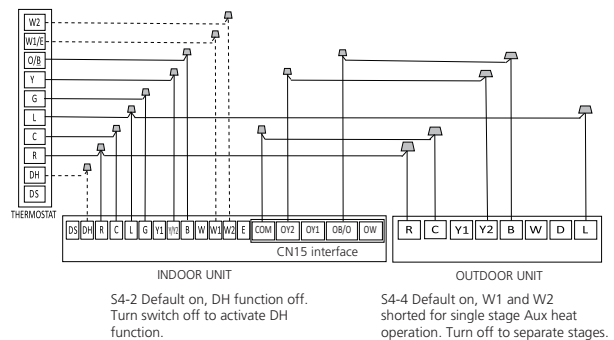 W2
W1/E
O/B
Y
G
L
C
R
DH
DS
THERMOSTAT
DS DH R C L G Y1 Y/Y2 B W W1 W2 E COM OY2 OY1 OB/O OW
CN15 interface
R C Y1 Y2 B W D L
INDOOR UNIT
OUTDOOR UNIT
S4-2 Default on, DH function off.
Turn switch off to activate DH
function.
S4-4 Default on, W1 and W2
shorted for single stage Aux heat
operation. Turn off to separate stages.